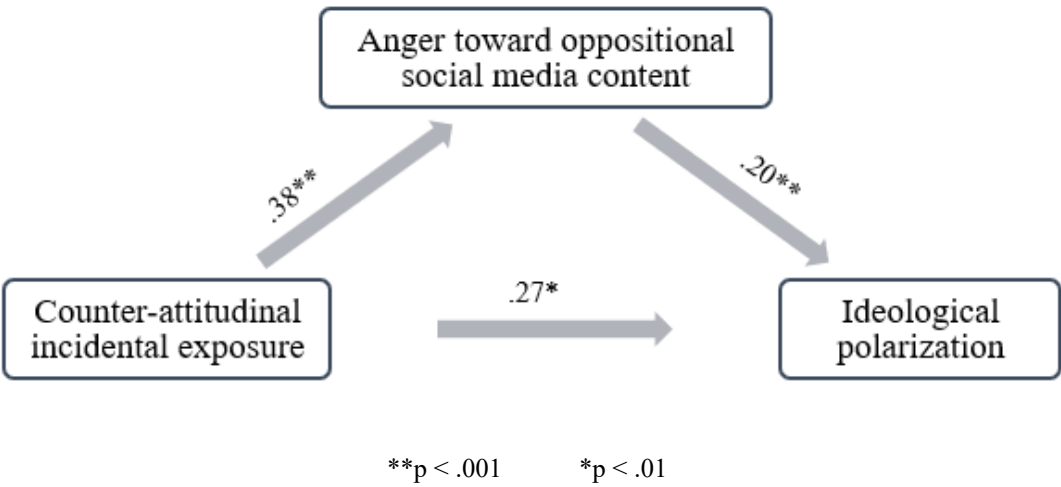 Anger toward oppositional
social media content
.38**
.20**
.27*
Counter-attitudinal
incidental exposure
Ideological
polarization
**p < .001 *p < .01